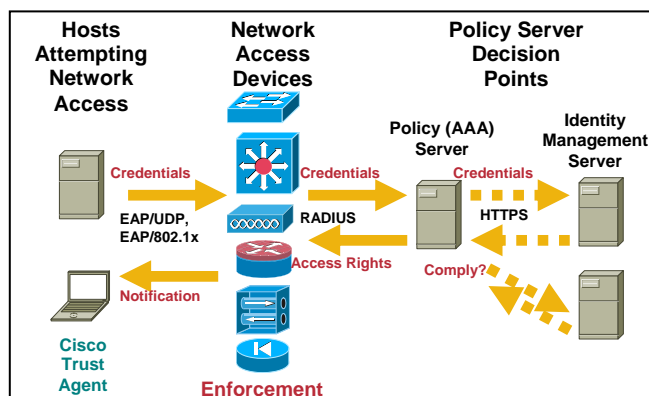 Hosts
Attempting
Network
Access
Network
Access
Devices
Policy Server
Decision
Points
Policy (AAA)
Server
Identity
Management
Server
Credentials
Credentials
Credentials
EAP/UDP,
EAP/802.1x
RADIUS
HTTPS
Access Rights
Comply?
Notification
Cisco
Trust
Agent
Enforcement